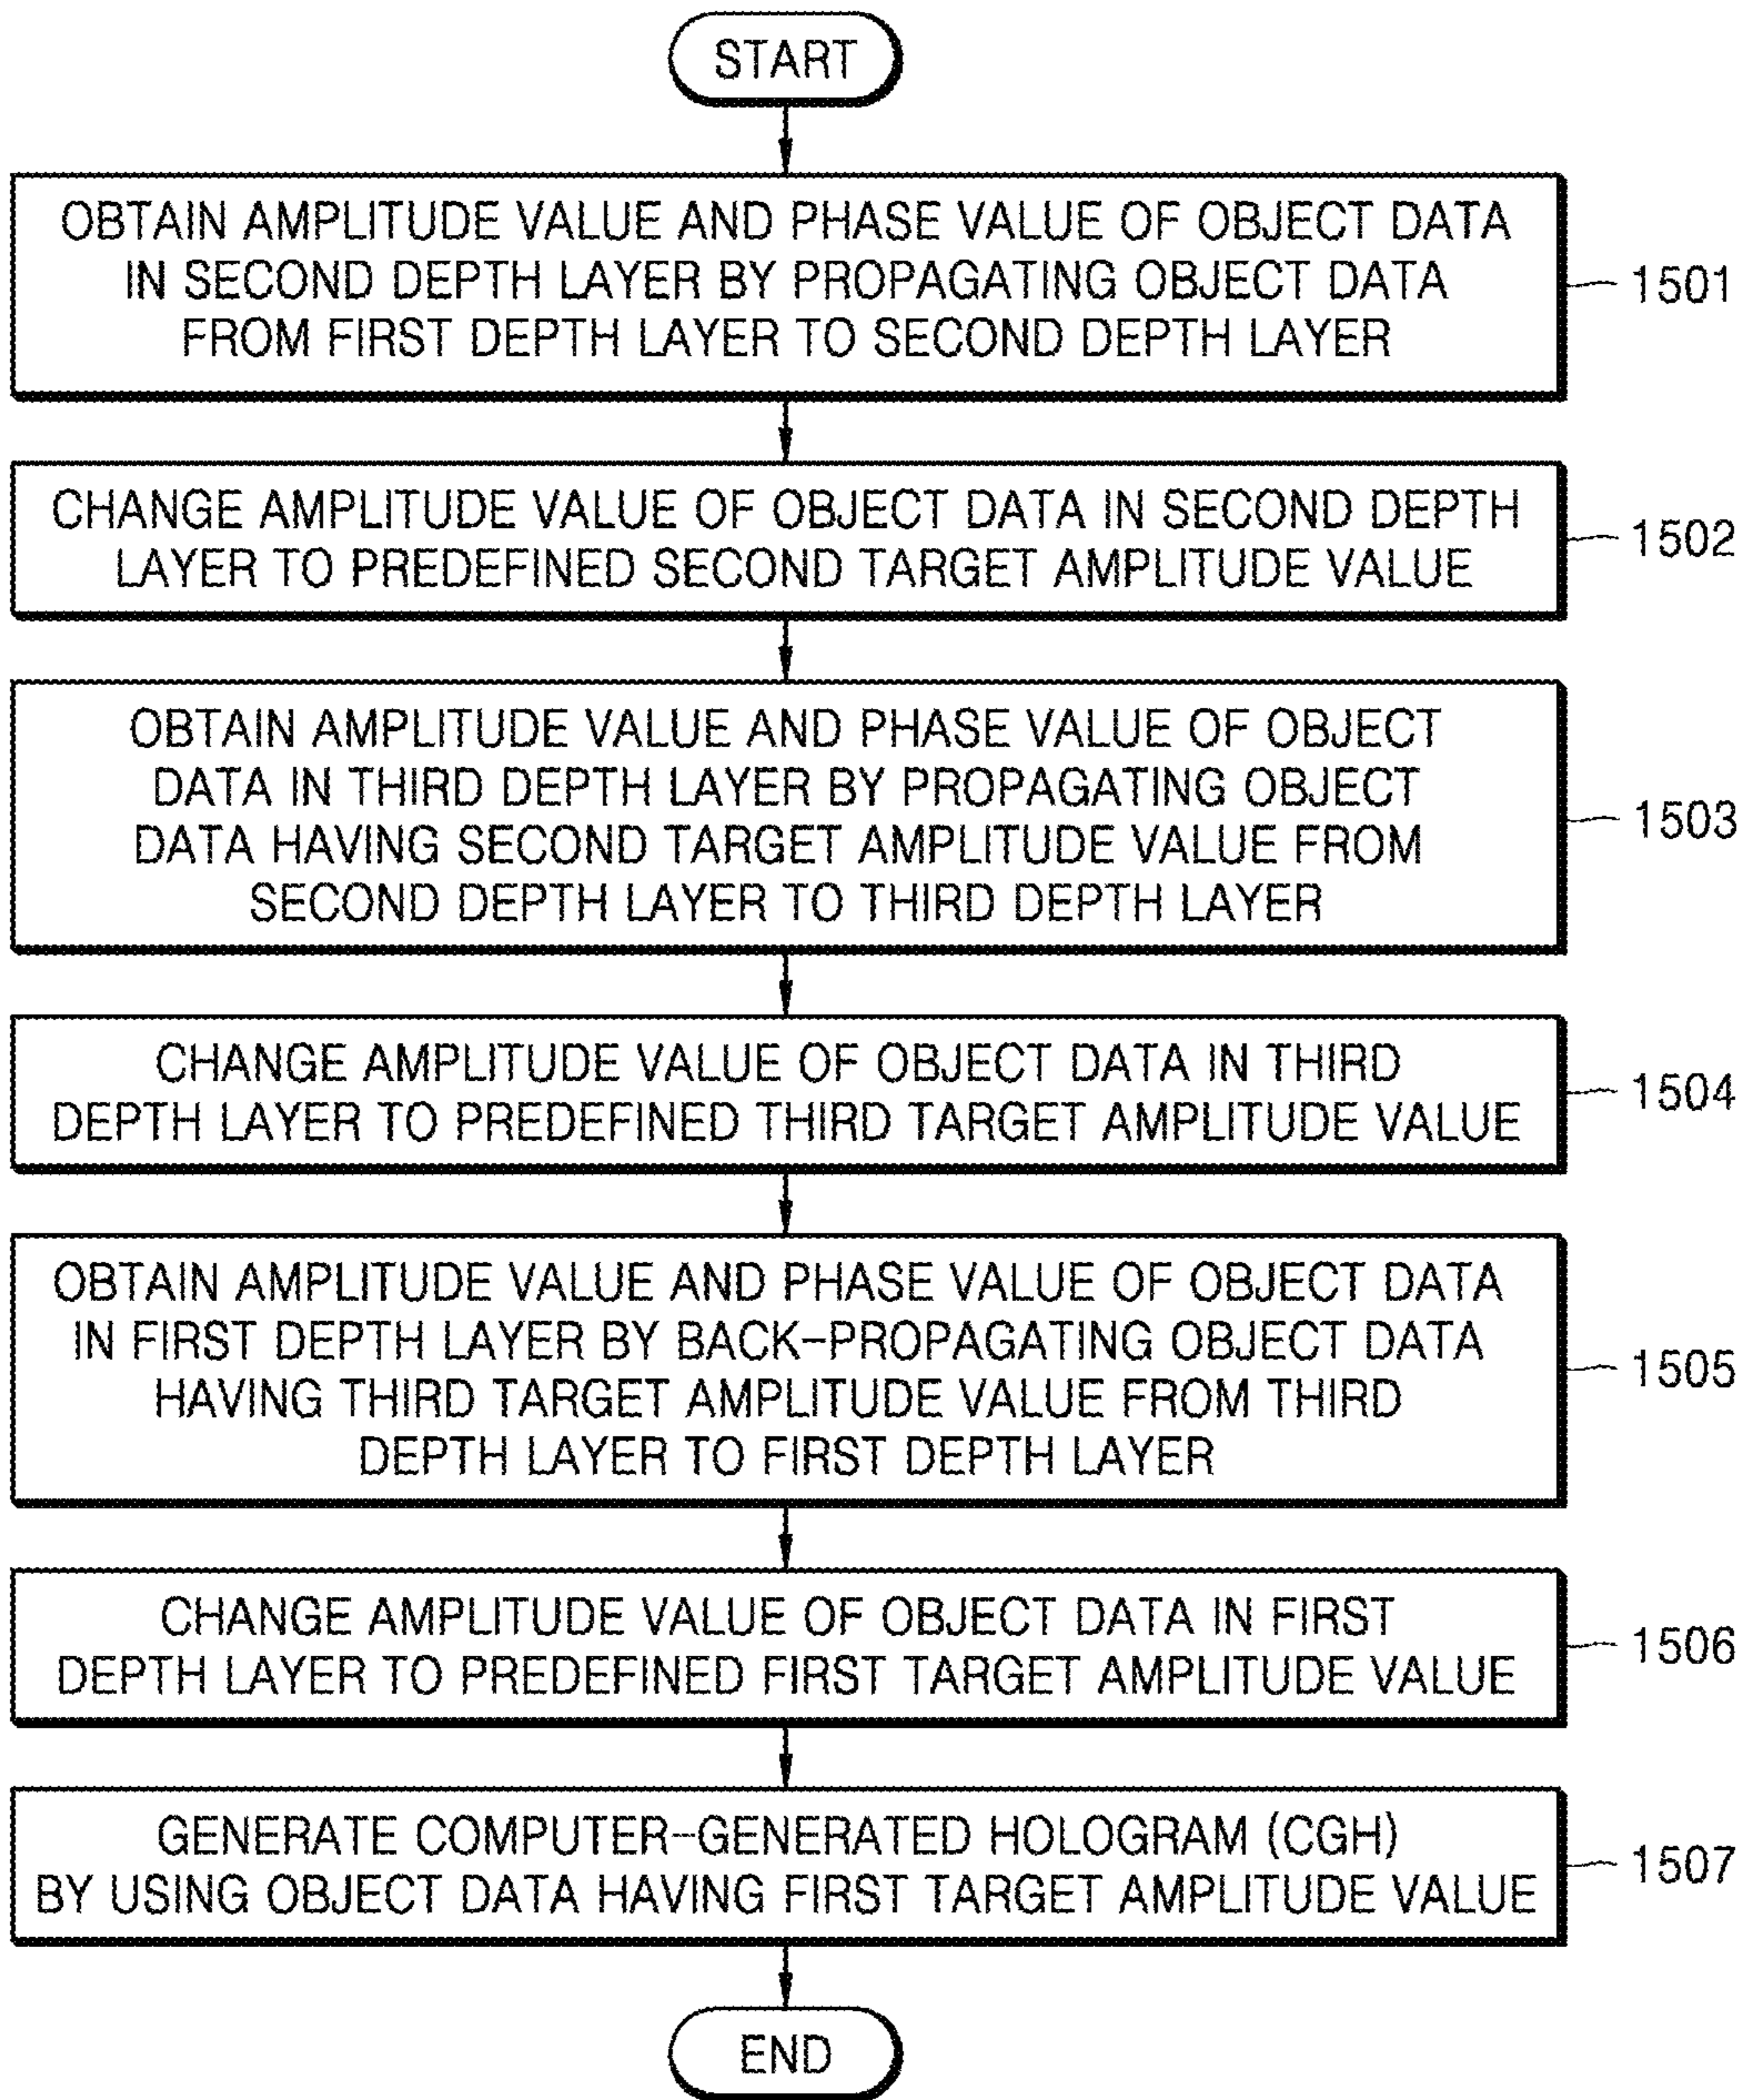 START
OBTAIN AMPLITUDE VALUE AND PHASE VALUE OF OBJECT DATA
IN SECOND DEPTH LAYER BY PROPAGATING OBJECT DATA
FROM FIRST DEPTH LAYER TO SECOND DEPTH LAYER
1501
CHANGE AMPLITUDE VALUE OF OBJECT DATA IN SECOND DEPTH
LAYER TO PREDEFINED SECOND TARGET AMPLITUDE VALUE
1502
OBTAIN AMPLITUDE VALUE AND PHASE VALUE OF OBJECT
DATA IN THIRD DEPTH LAYER BY PROPAGATING OBJECT
DATA HAVING SECOND TARGET AMPLITUDE VALUE FROM
SECOND DEPTH LAYER TO THIRD DEPTH LAYER
1503
CHANGE AMPLITUDE VALUE OF OBJECT DATA IN THIRD
DEPTH LAYER TO PREDEFINED THIRD TARGET AMPLITUDE VALUE
1504
OBTAIN AMPLITUDE VALUE AND PHASE VALUE OF OBJECT DATA
IN FIRST DEPTH LAYER BY BACK-PROPAGATING OBJECT DATA
HAVING THIRD TARGET AMPLITUDE VALUE FROM THIRD
DEPTH LAYER TO FIRST DEPTH LAYER
1505
CHANGE AMPLITUDE VALUE OF OBJECT DATA IN FIRST
DEPTH LAYER TO PREDEFINED FIRST TARGET AMPLITUDE VALUE
1506
GENERATE COMPUTER-GENERATED HOLOGRAM (CGH)
BY USING OBJECT DATA HAVING FIRST TARGET AMPLITUDE VALUE
1507
END